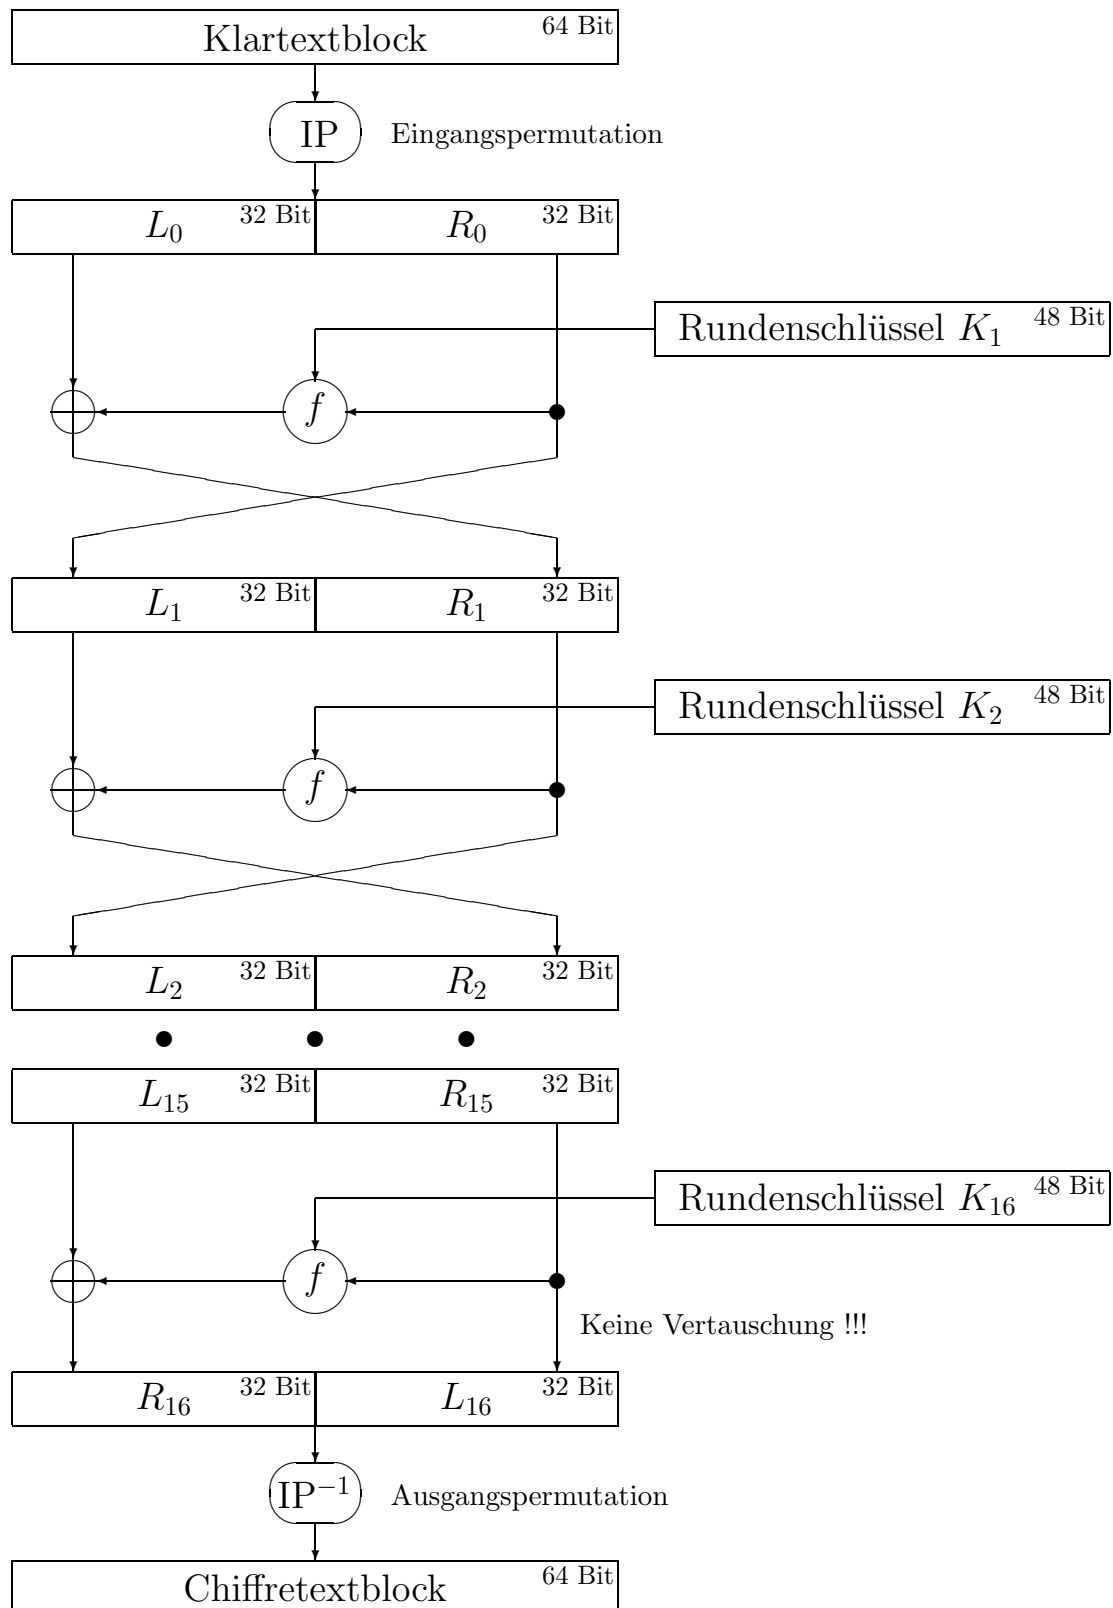 Klartextblock 64 Bit
IP Eingangspermutation
L₀ 32 Bit R₀ 32 Bit
Rundenschlüssel K₁ 48 Bit
f
L₁ 32 Bit R₁ 32 Bit
Rundenschlüssel K₂ 48 Bit
f
L₂ 32 Bit R₂ 32 Bit
L₁₅ 32 Bit R₁₅ 32 Bit
Rundenschlüssel K₁₆ 48 Bit
f
Keine Vertauschung !!!
R₁₆ 32 Bit L₁₆ 32 Bit
IP⁻¹ Ausgangspermutation
Chiffretextblock 64 Bit